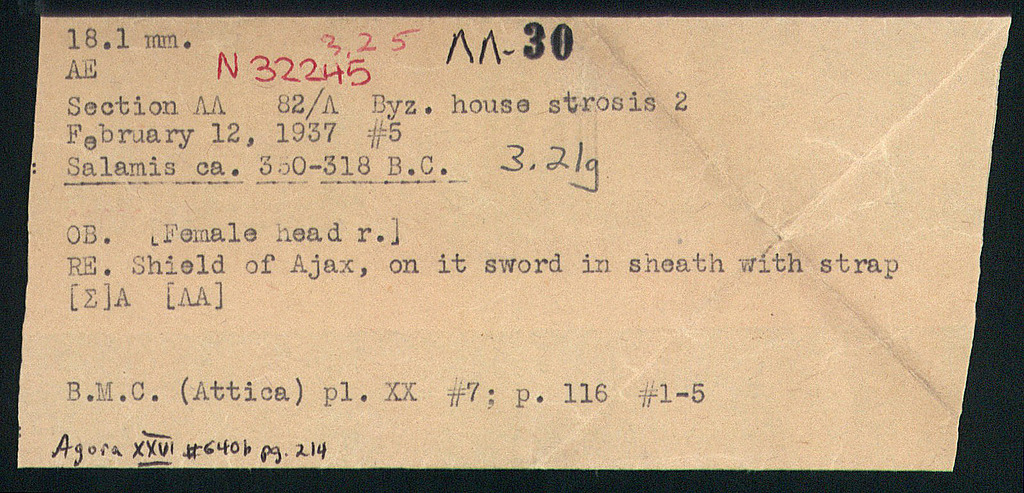 18.1 mm. 3.25 ΛΛ-30
AE N 32245
Section ΛΛ 82/Λ Byz. house strosis 2
February 12, 1937 #5
Salamis ca. 350-318 B.C. 3.21g
OB. [Female head r.]
RE. Shield of Ajax, on it sword in sheath with strap
[Σ]A [ΛA]
B.M.C. (Attica) pl. XX #7; p. 116 #1-5
Agora XXVI #640b pg. 214